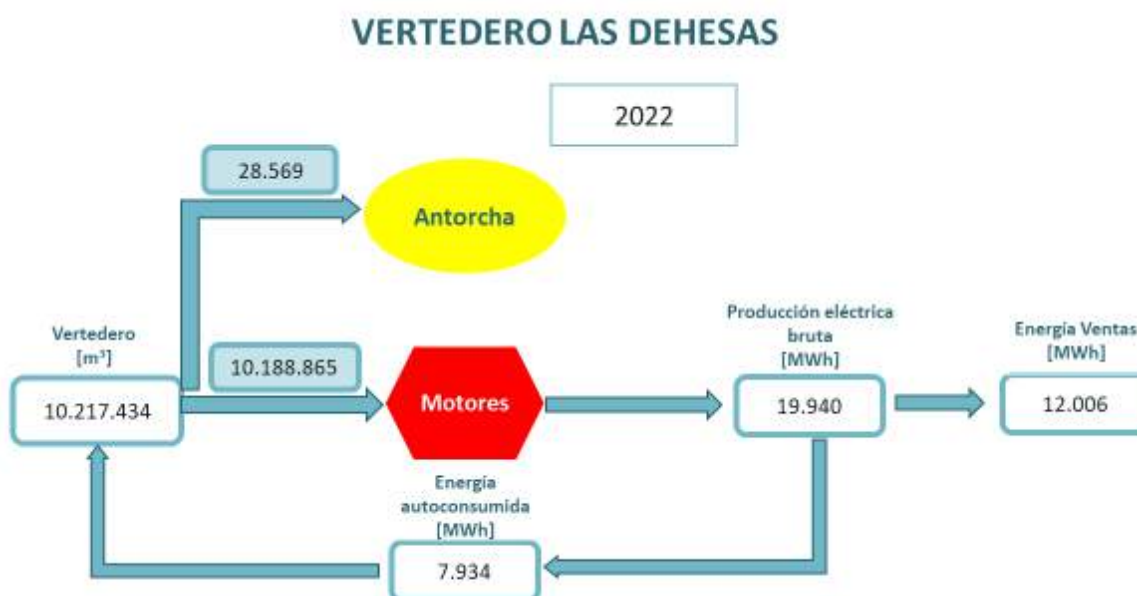 VERTEDERO LAS DEHESAS
2022
28.569
Antorcha
Vertedero
[m³]
10.217.434
10.188.865
Motores
Producción eléctrica
bruta
[MWh]
19.940
Energía Ventas
[MWh]
12.006
Energía
autoconsumida
[MWh]
7.934